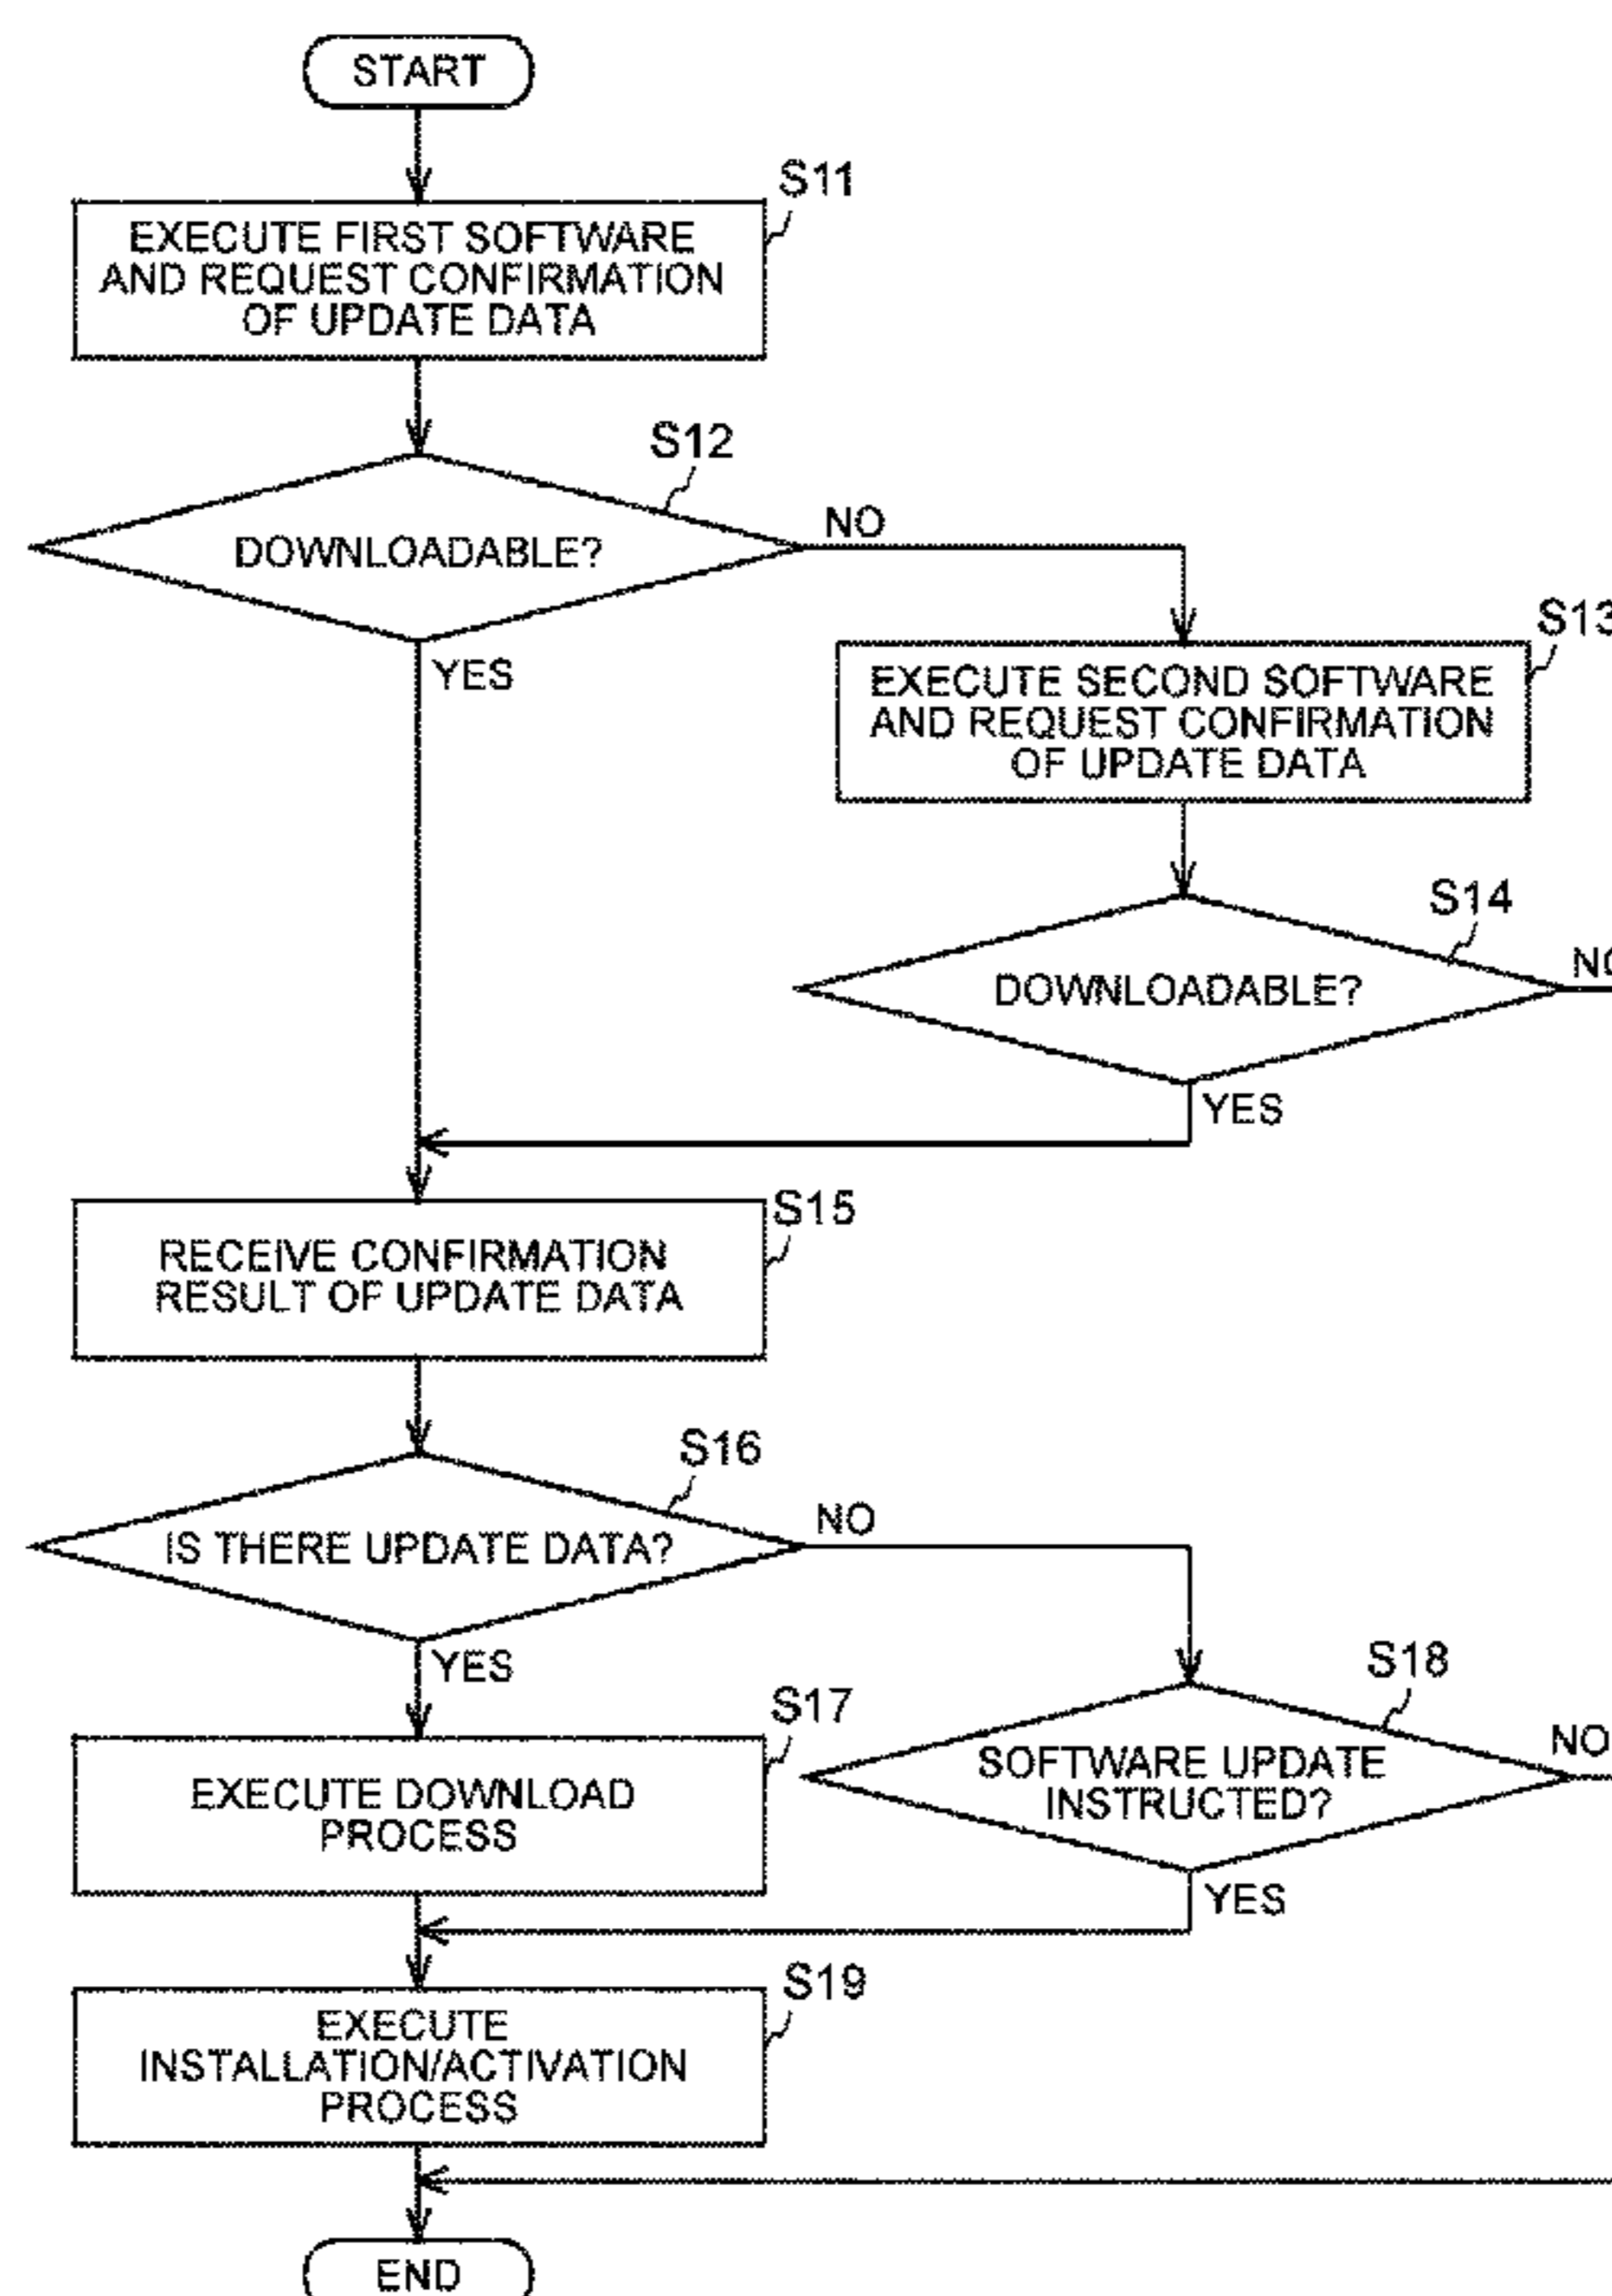 START
S11
EXECUTE FIRST SOFTWARE
AND REQUEST CONFIRMATION
OF UPDATE DATA
S12
DOWNLOADABLE?
NO
YES
S13
EXECUTE SECOND SOFTWARE
AND REQUEST CONFIRMATION
OF UPDATE DATA
S14
DOWNLOADABLE?
NO
YES
S15
RECEIVE CONFIRMATION
RESULT OF UPDATE DATA
S16
IS THERE UPDATE DATA?
NO
YES
S17
EXECUTE DOWNLOAD
PROCESS
S18
SOFTWARE UPDATE
INSTRUCTED?
NO
YES
S19
EXECUTE
INSTALLATION/ACTIVATION
PROCESS
END